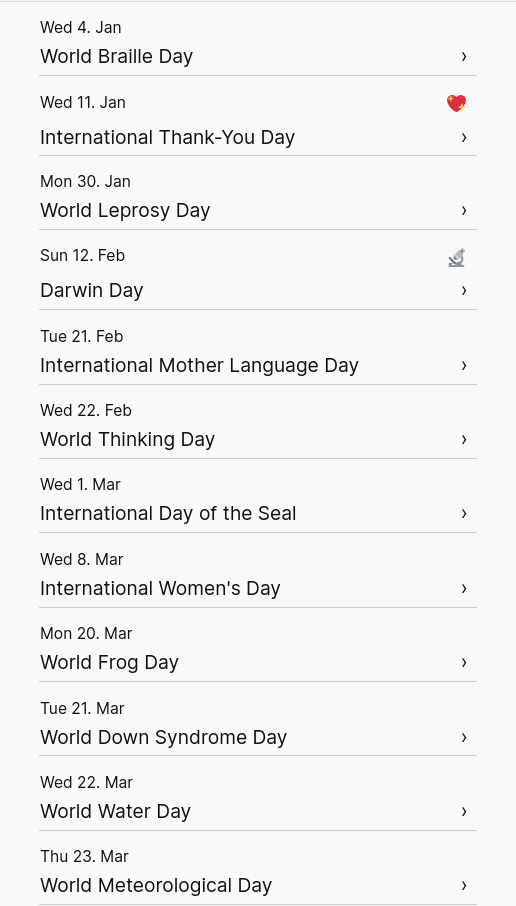 Wed 4. Jan
World Braille Day
›
Wed 11. Jan
International Thank-You Day
›
Mon 30. Jan
World Leprosy Day
›
Sun 12. Feb
Darwin Day
›
Tue 21. Feb
International Mother Language Day
›
Wed 22. Feb
World Thinking Day
›
Wed 1. Mar
International Day of the Seal
›
Wed 8. Mar
International Women's Day
›
Mon 20. Mar
World Frog Day
›
Tue 21. Mar
World Down Syndrome Day
›
Wed 22. Mar
World Water Day
›
Thu 23. Mar
World Meteorological Day
›